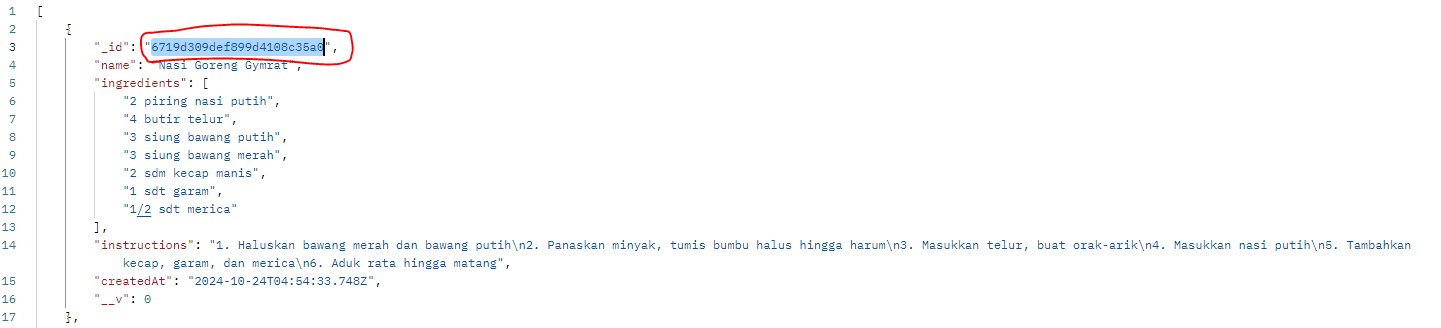 1 [
2 {
3 "_id": "6719d309def899d4108c35a0",
4 "name": "Nasi Goreng Gymrat",
5 "ingredients": [
6 "2 piring nasi putih",
7 "4 butir telur",
8 "3 siung bawang putih",
9 "3 siung bawang merah",
10 "2 sdm kecap manis",
11 "1 sdt garam",
12 "1/2 sdt merica"
13 ],
14 "instructions": "1. Haluskan bawang merah dan bawang putih\n2. Panaskan minyak, tumis bumbu halus hingga harum\n3. Masukkan telur, buat orak-arik\n4. Masukkan nasi putih\n5. Tambahkan
kecap, garam, dan merica\n6. Aduk rata hingga matang",
15 "createdAt": "2024-10-24T04:54:33.748Z",
16 "__v": 0
17 },